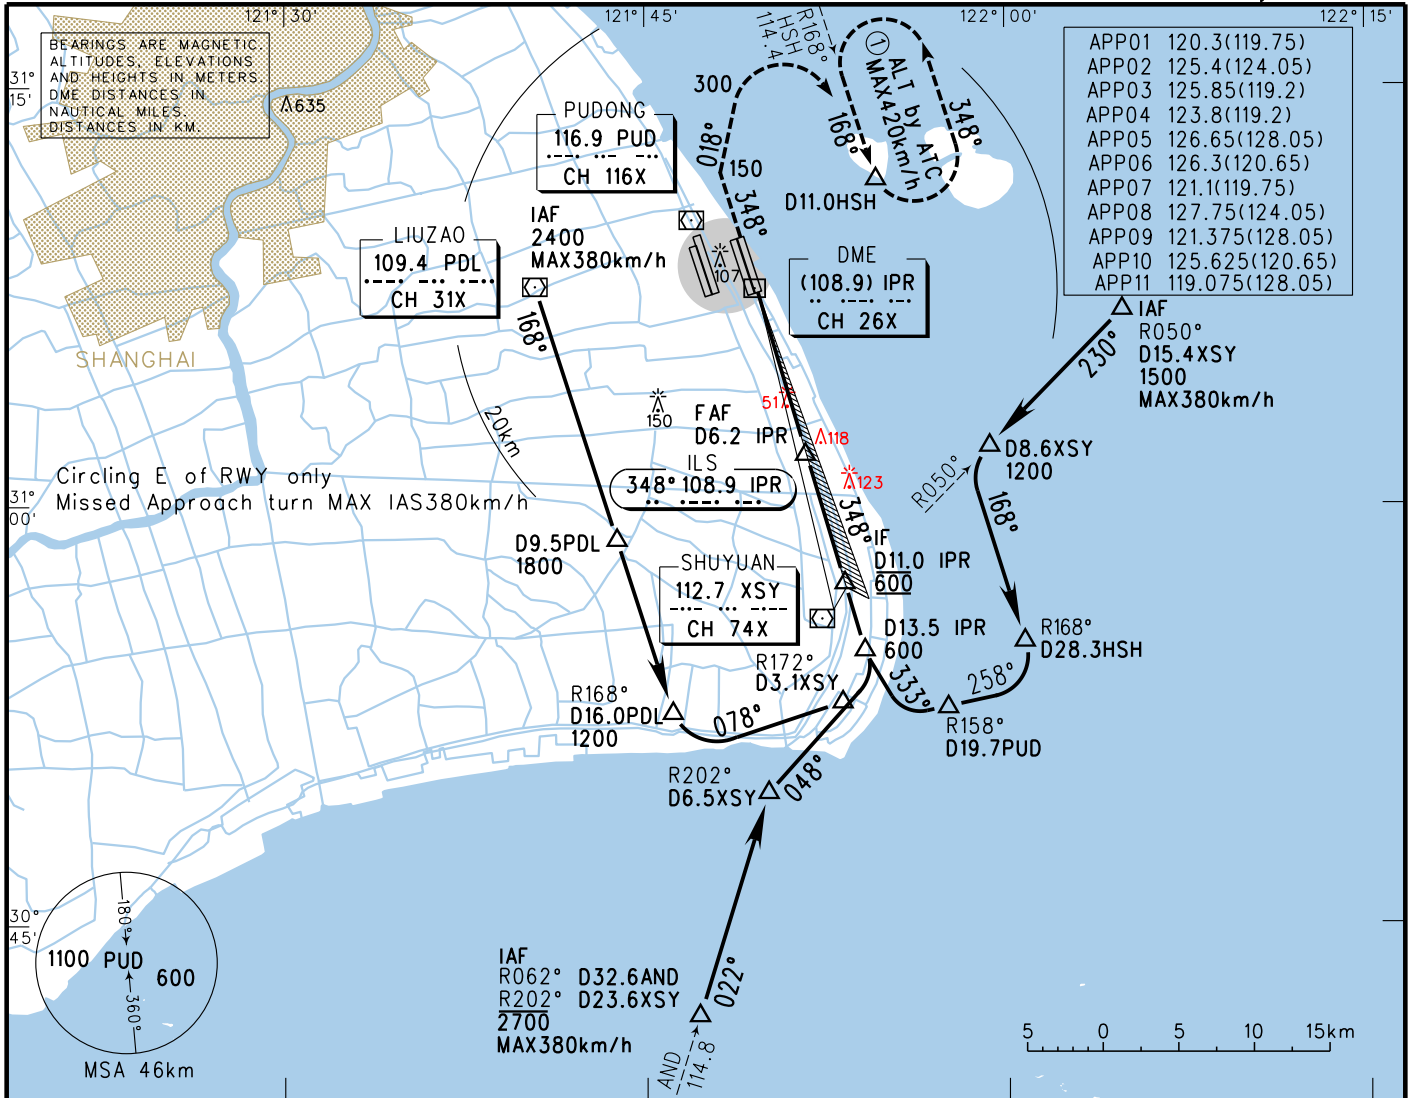 121° 30'
121° 45'
122° 00'
122° 15'
BEARINGS ARE MAGNETIC.
ALTITUDES, ELEVATIONS
AND HEIGHTS IN METERS.
DME DISTANCES IN
NAUTICAL MILES.
DISTANCES IN KM.
31°
15'
635
APP01 120.3(119.75)
APP02 125.4(124.05)
APP03 125.85(119.2)
APP04 123.8(119.2)
APP05 126.65(128.05)
APP06 126.3(120.65)
APP07 121.1(119.75)
APP08 127.75(124.05)
APP09 121.375(128.05)
APP10 125.625(120.65)
APP11 119.075(128.05)
R168°
HSH
114.4
① ALT by ATC
MAX420km/h
348°
168°
300
018°
150
348°
D11.0HSH
PUDONG
116.9 PUD
CH 116X
LIUZAO
109.4 PDL
CH 31X
IAF
2400
MAX380km/h
107
DME
(108.9) IPR
CH 26X
IAF
R050°
D15.4XSY
1500
MAX380km/h
230°
168°
SHANGHAI
20km
150
51
118
123
FAF
D6.2 IPR
ILS
348° 108.9 IPR
348°
D8.6XSY
1200
R050°
168°
Circling E of RWY only
Missed Approach turn MAX IAS380km/h
31°
00'
D9.5PDL
1800
IF
D11.0 IPR
600
SHUYUAN
112.7 XSY
CH 74X
D13.5 IPR
600
R168°
D28.3HSH
R172°
D3.1XSY
333°
258°
R168°
D16.0PDL
1200
078°
R158°
D19.7PUD
R202°
D6.5XSY
048°
30°
45'
180°
1100 PUD
600
360°
MSA 46km
IAF
R062° D32.6AND
R202° D23.6XSY
2700
MAX380km/h
022°
AND
114.8
5 0 5 10 15km